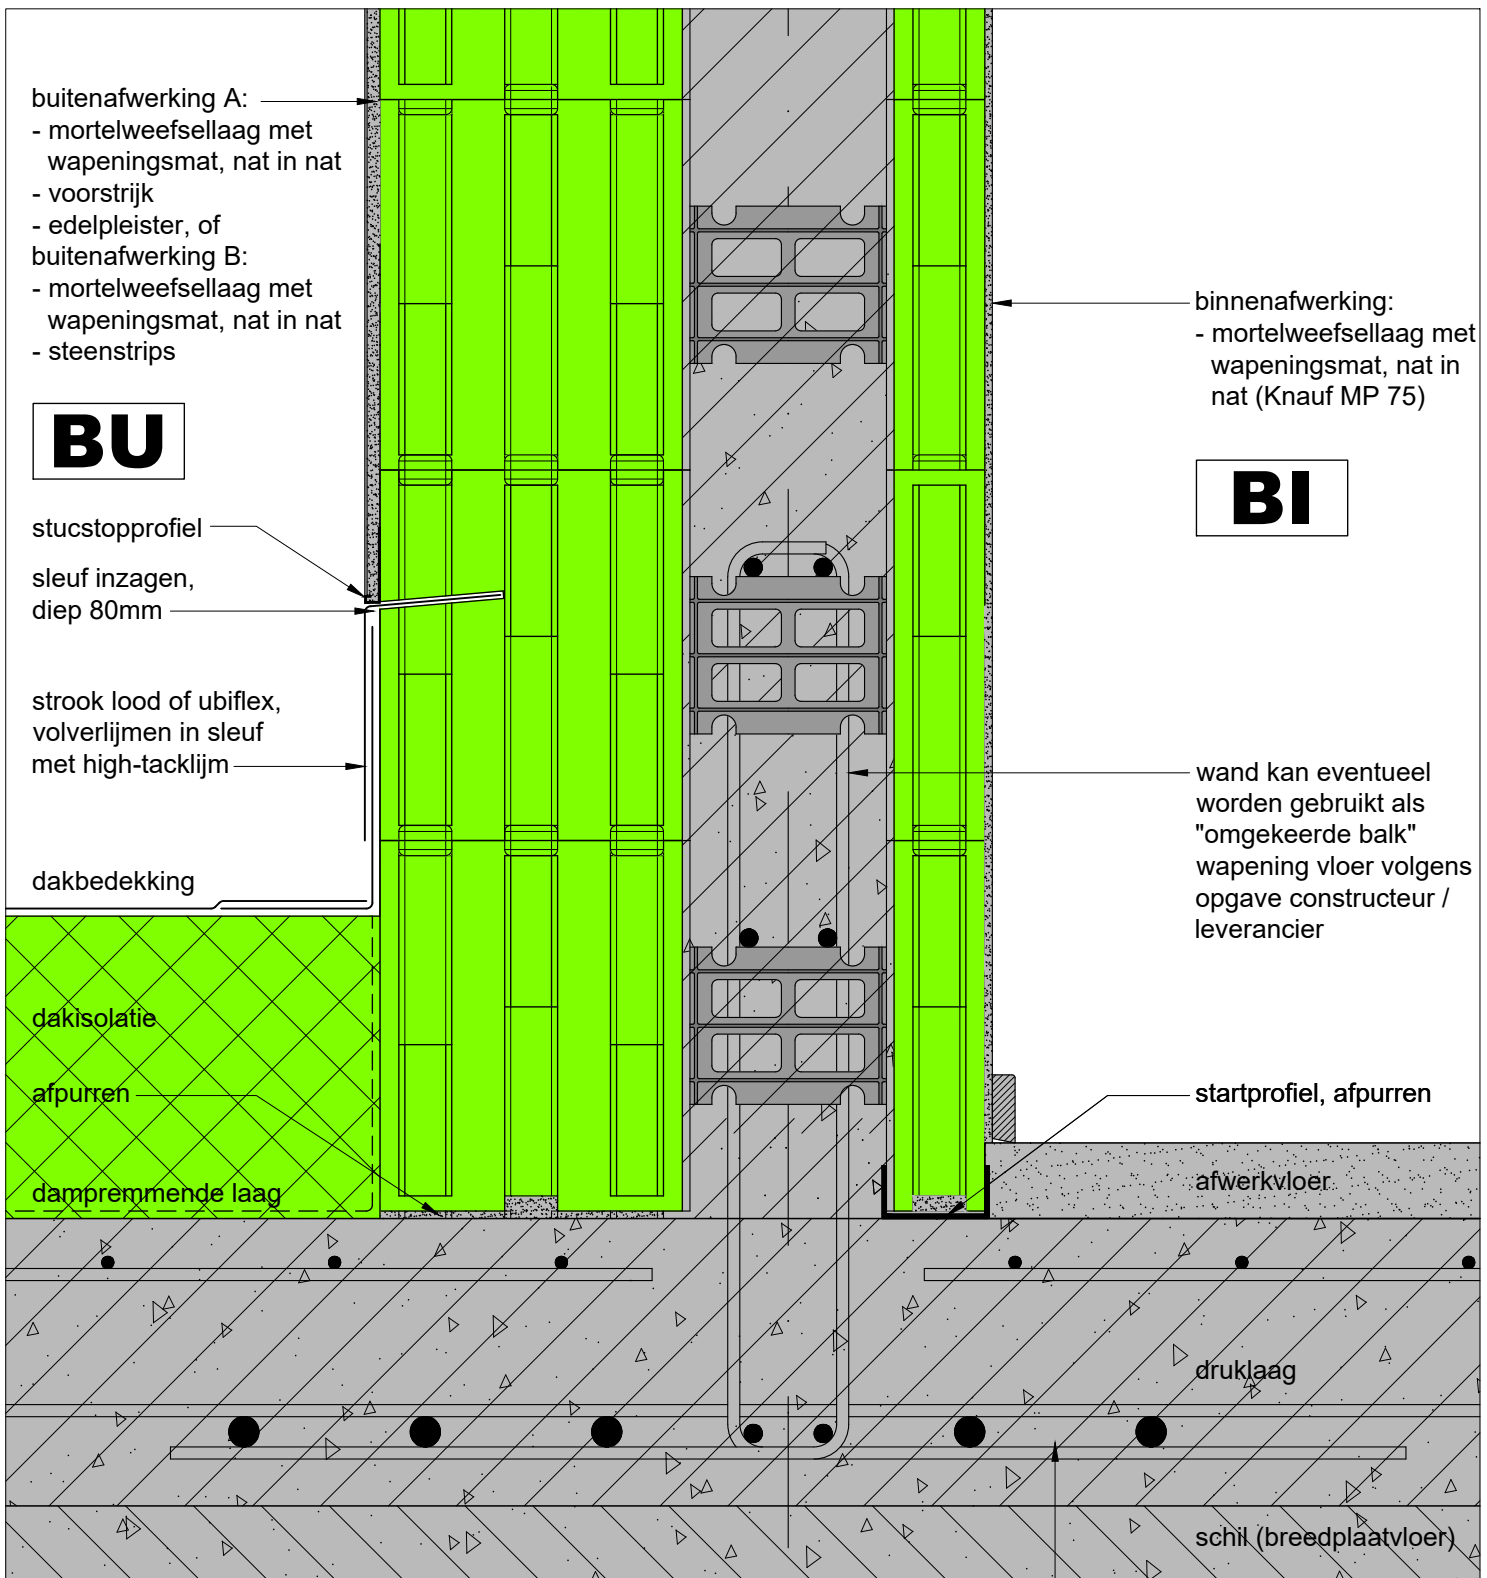 buitenafwerking A:
- mortelweefsellaag met
wapeningsmat, nat in nat
- voorstrijk
- edelpleister, of
buitenafwerking B:
- mortelweefsellaag met
wapeningsmat, nat in nat
- steenstrips
BU
stucstopprofiel
sleuf inzagen,
diep 80mm
strook lood of ubiflex,
volverlijmen in sleuf
met high-tacklijm
dakbedekking
dakisolatie
afpurren
dampremmende laag
binnenafwerking:
- mortelweefsellaag met
wapeningsmat, nat in
nat (Knauf MP 75)
BI
wand kan eventueel
worden gebruikt als
"omgekeerde balk"
wapening vloer volgens
opgave constructeur /
leverancier
startprofiel, afpurren
afwerkvloer
druklaag
schil (breedplaatvloer)